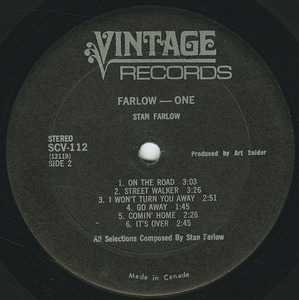 VINTAGE
RECORDS
FARLOW — ONE
STAN FARLOW
STEREO
SCV-112
(12119)
SIDE 2
Produced by Art Snider
1. ON THE ROAD 3:03
2. STREET WALKER 3:26
3. I WON'T TURN YOU AWAY 2:51
4. GO AWAY 1:45
5. COMIN' HOME 2:26
6. IT'S OVER 2:45
All Selections Composed By Stan Farlow
Made in Canada